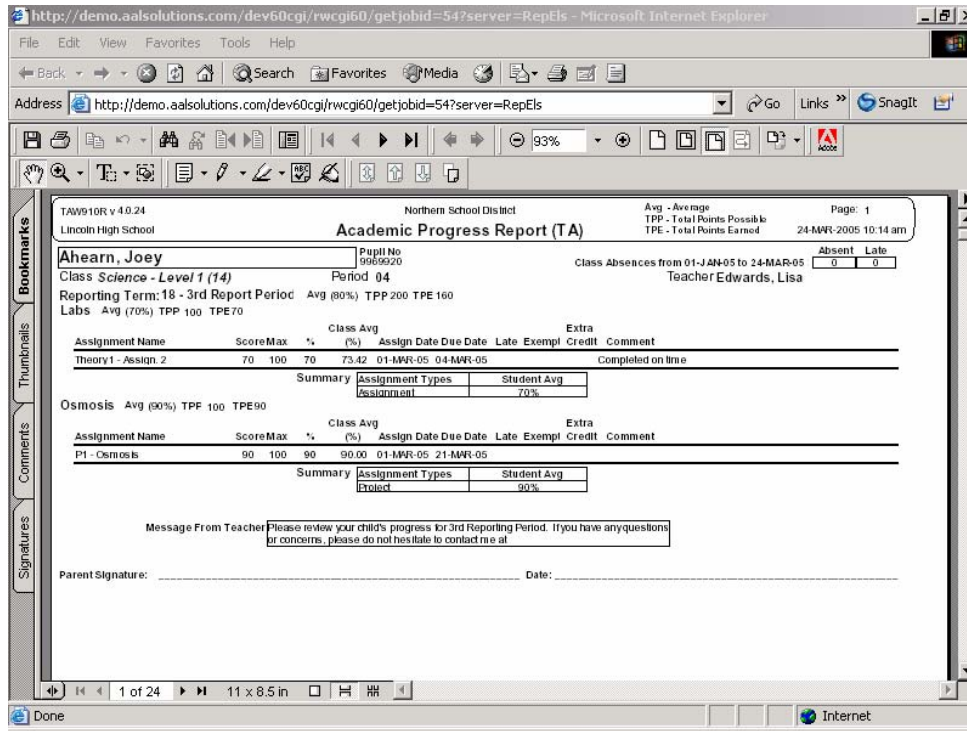 http://demo.aalsolutions.com/dev60cgi/rwcgi60/getjobid=54?server=RepEls - Microsoft Internet Explorer
File Edit View Favorites Tools Help
Back Search Favorites Media
Address http://demo.aalsolutions.com/dev60cgi/rwcgi60/getjobid=54?server=RepEls Go Links » SnagIt
93% Adobe
Bookmarks
Thumbnails
Comments
Signatures
TAW910R v 4.0.24 Northern School District Avg - Average Page: 1
TPP - Total Points Possible
Lincoln High School Academic Progress Report (TA) TPE - Total Points Earned 24-MAR-2005 10:14 am
Ahearn, Joey Pupil No Absent Late
9969920 Class Absences from 01-JAN-05 to 24-MAR-05 0 0
Class Science - Level 1 (14) Period 04 Teacher Edwards, Lisa
Reporting Term: 18 - 3rd Report Period Avg (80%) TPP 200 TPE 160
Labs Avg (70%) TPP 100 TPE 70
Class Avg Extra
Assignment Name Score Max % (%) Assign Date Due Date Late Exempt Credit Comment
Theory1 - Assign. 2 70 100 70 73.42 01-MAR-05 04-MAR-05 Completed on time
Summary Assignment Types Student Avg
Assignment 70%
Osmosis Avg (90%) TPP 100 TPE 90
Class Avg Extra
Assignment Name Score Max % (%) Assign Date Due Date Late Exempt Credit Comment
P1 - Osmosis 90 100 90 90.00 01-MAR-05 21-MAR-05
Summary Assignment Types Student Avg
Project 90%
Message From Teacher Please review your child's progress for 3rd Reporting Period. If you have any questions
or concerns, please do not hesitate to contact me at
Parent Signature: Date:
1 of 24 11 x 8.5 in
Done Internet